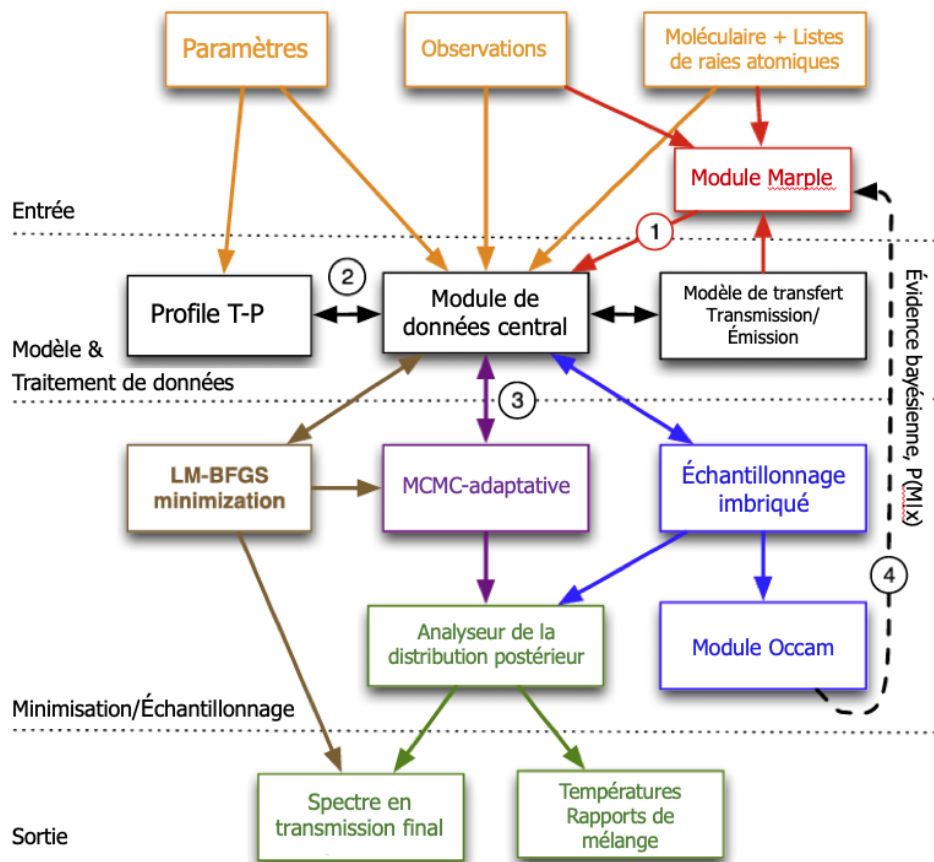 Paramètres
Observations
Moléculaire + Listes
de raies atomiques
Module Marple
Entrée
1
2
Profile T-P
Module de
données central
Modèle de transfert
Transmission/
Émission
Modèle &
Traitement de données
3
Évidence bayésienne, P(M|x)
LM-BFGS
minimization
MCMC-adaptative
Échantillonnage
imbriqué
4
Analyseur de la
distribution postérieur
Module Occam
Minimisation/Échantillonnage
Spectre en
transmission final
Températures
Rapports de
mélange
Sortie